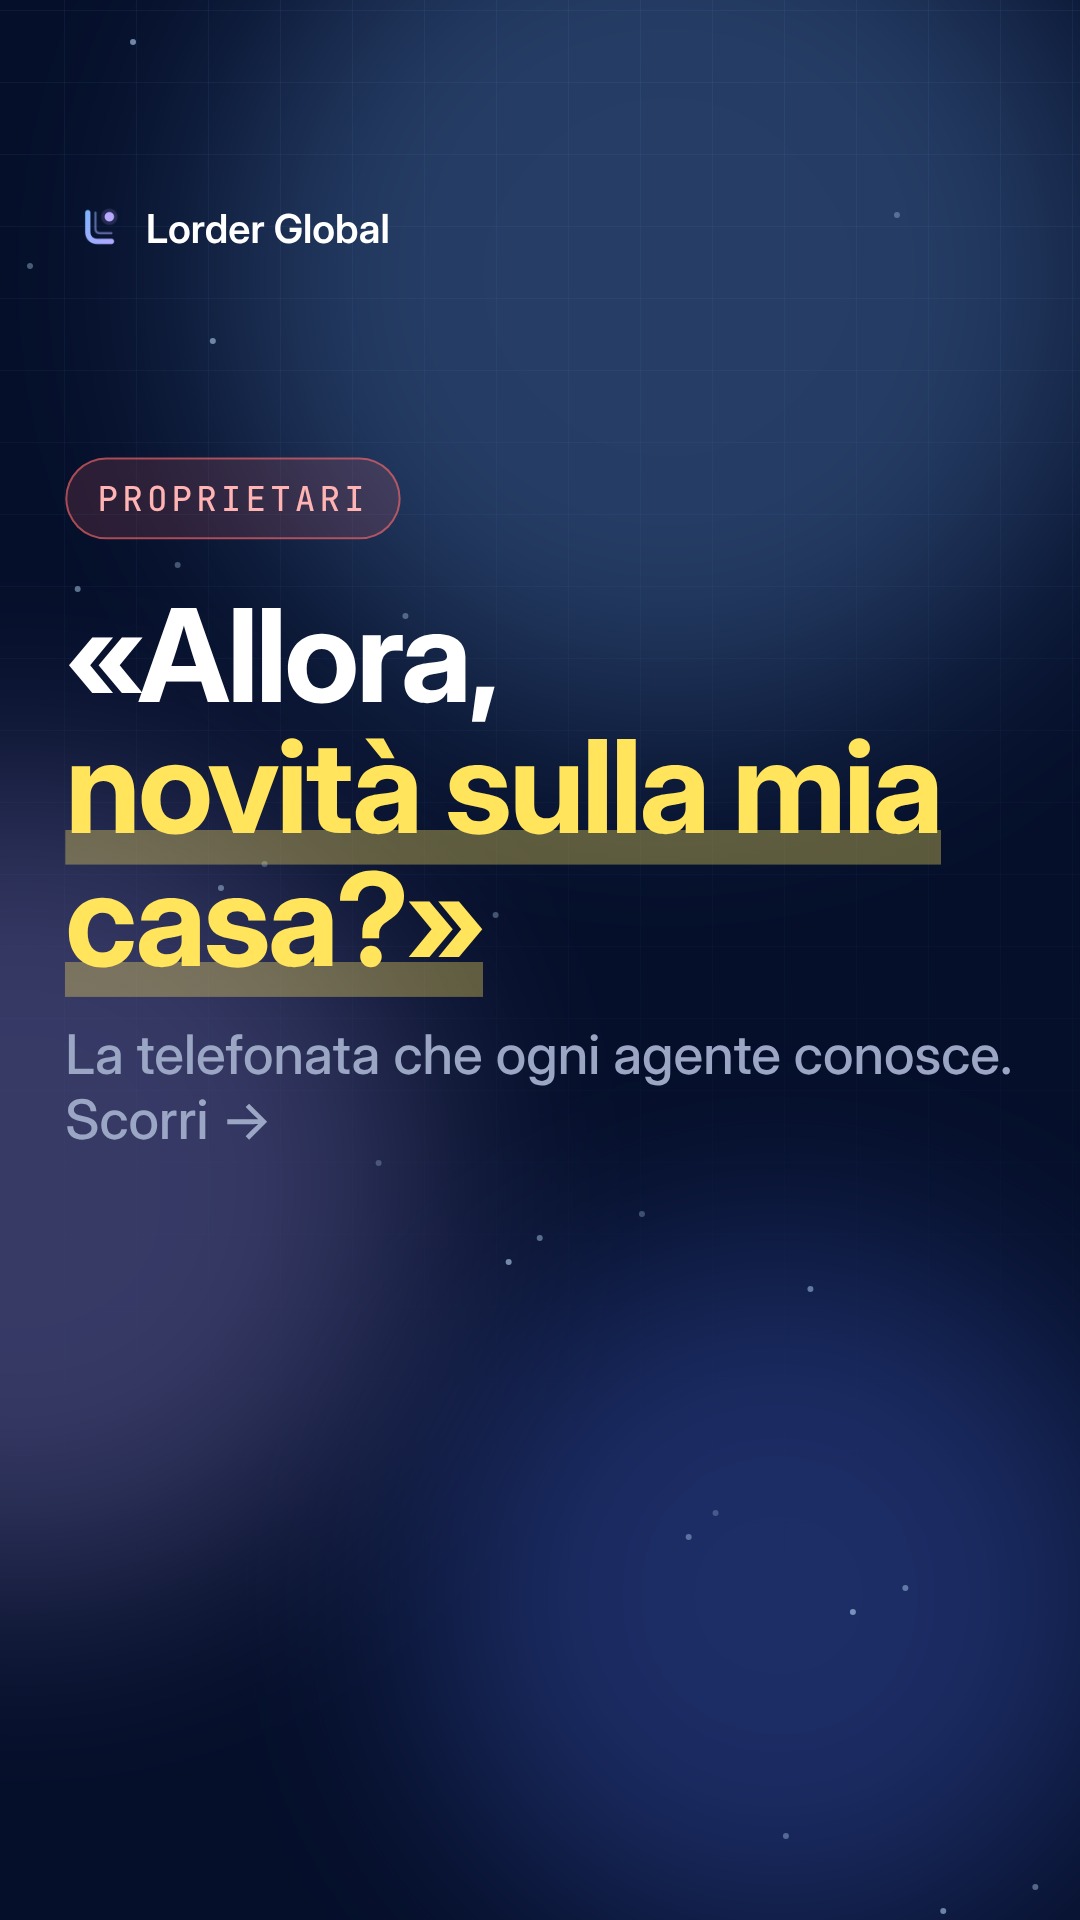 Lorder Global
PROPRIETARI
«Allora,
novità sulla mia
casa?»
La telefonata che ogni agente conosce.
Scorri →